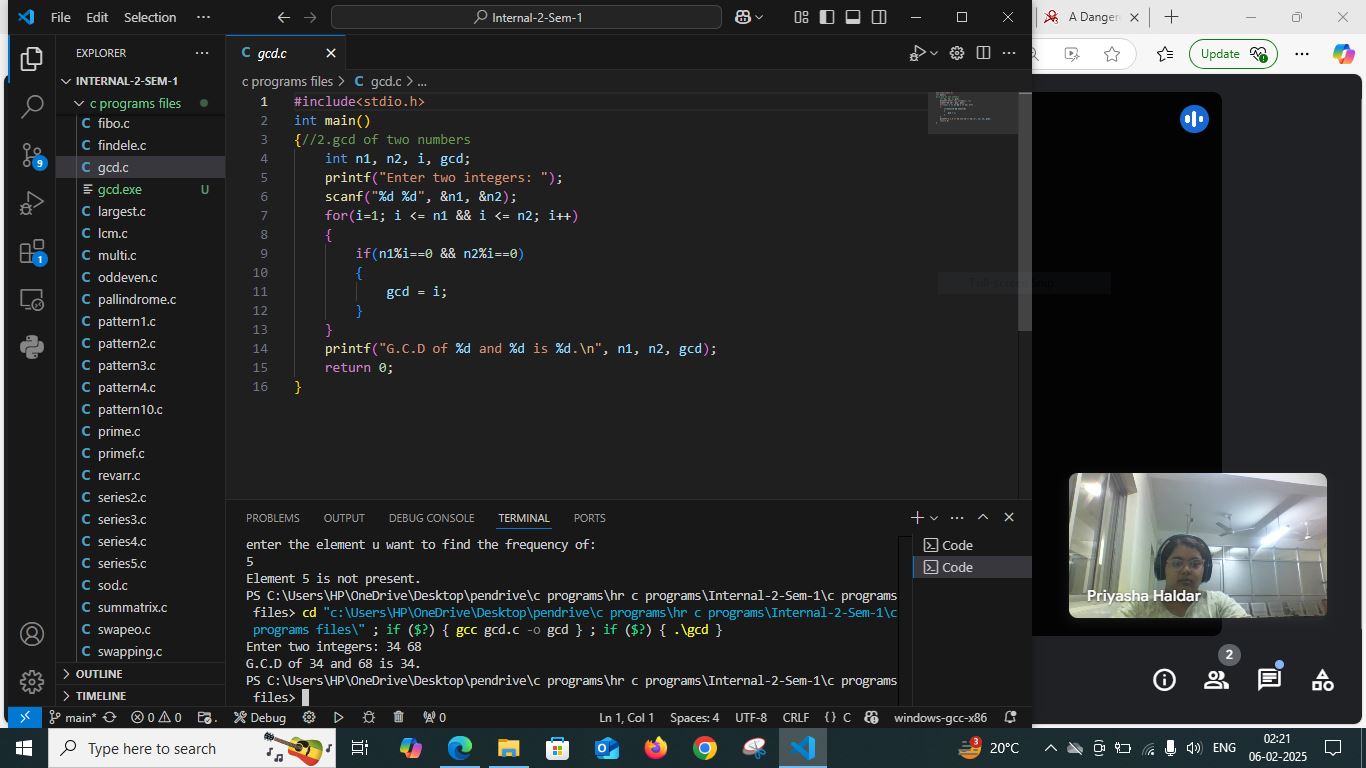 File Edit Selection ...
Internal-2-Sem-1
A Danger
Update
EXPLORER
INTERNAL-2-SEM-1
c programs files
fibo.c
findele.c
gcd.c
gcd.exe U
largest.c
lcm.c
multi.c
oddeven.c
pallindrome.c
pattern1.c
pattern2.c
pattern3.c
pattern4.c
pattern10.c
prime.c
primef.c
revarr.c
series2.c
series3.c
series4.c
series5.c
sod.c
summatrix.c
swapeo.c
swapping.c
OUTLINE
TIMELINE
9
1
C gcd.c
c programs files > C gcd.c > ...
1 #include<stdio.h>
2 int main()
3 {//2.gcd of two numbers
4 int n1, n2, i, gcd;
5 printf("Enter two integers: ");
6 scanf("%d %d", &n1, &n2);
7 for(i=1; i <= n1 && i <= n2; i++)
8 {
9 if(n1%i==0 && n2%i==0)
10 {
11 gcd = i;
12 }
13 }
14 printf("G.C.D of %d and %d is %d.\n", n1, n2, gcd);
15 return 0;
16 }
PROBLEMS OUTPUT DEBUG CONSOLE TERMINAL PORTS
enter the element u want to find the frequency of:
5
Element 5 is not present.
PS C:\Users\HP\OneDrive\Desktop\pendrive\c programs\hr c programs\Internal-2-Sem-1\c programs
files> cd "c:\Users\HP\OneDrive\Desktop\pendrive\c programs\hr c programs\Internal-2-Sem-1\c
programs files\" ; if ($?) { gcc gcd.c -o gcd } ; if ($?) { .\gcd }
Enter two integers: 34 68
G.C.D of 34 and 68 is 34.
PS C:\Users\HP\OneDrive\Desktop\pendrive\c programs\hr c programs\Internal-2-Sem-1\c programs
files>
Code
Code
Priyasha Haldar
2
main* 0 0 Debug 0 Ln 1, Col 1 Spaces: 4 UTF-8 CRLF {} C windows-gcc-x86
Type here to search
3
20°C
ENG
02:21
06-02-2025